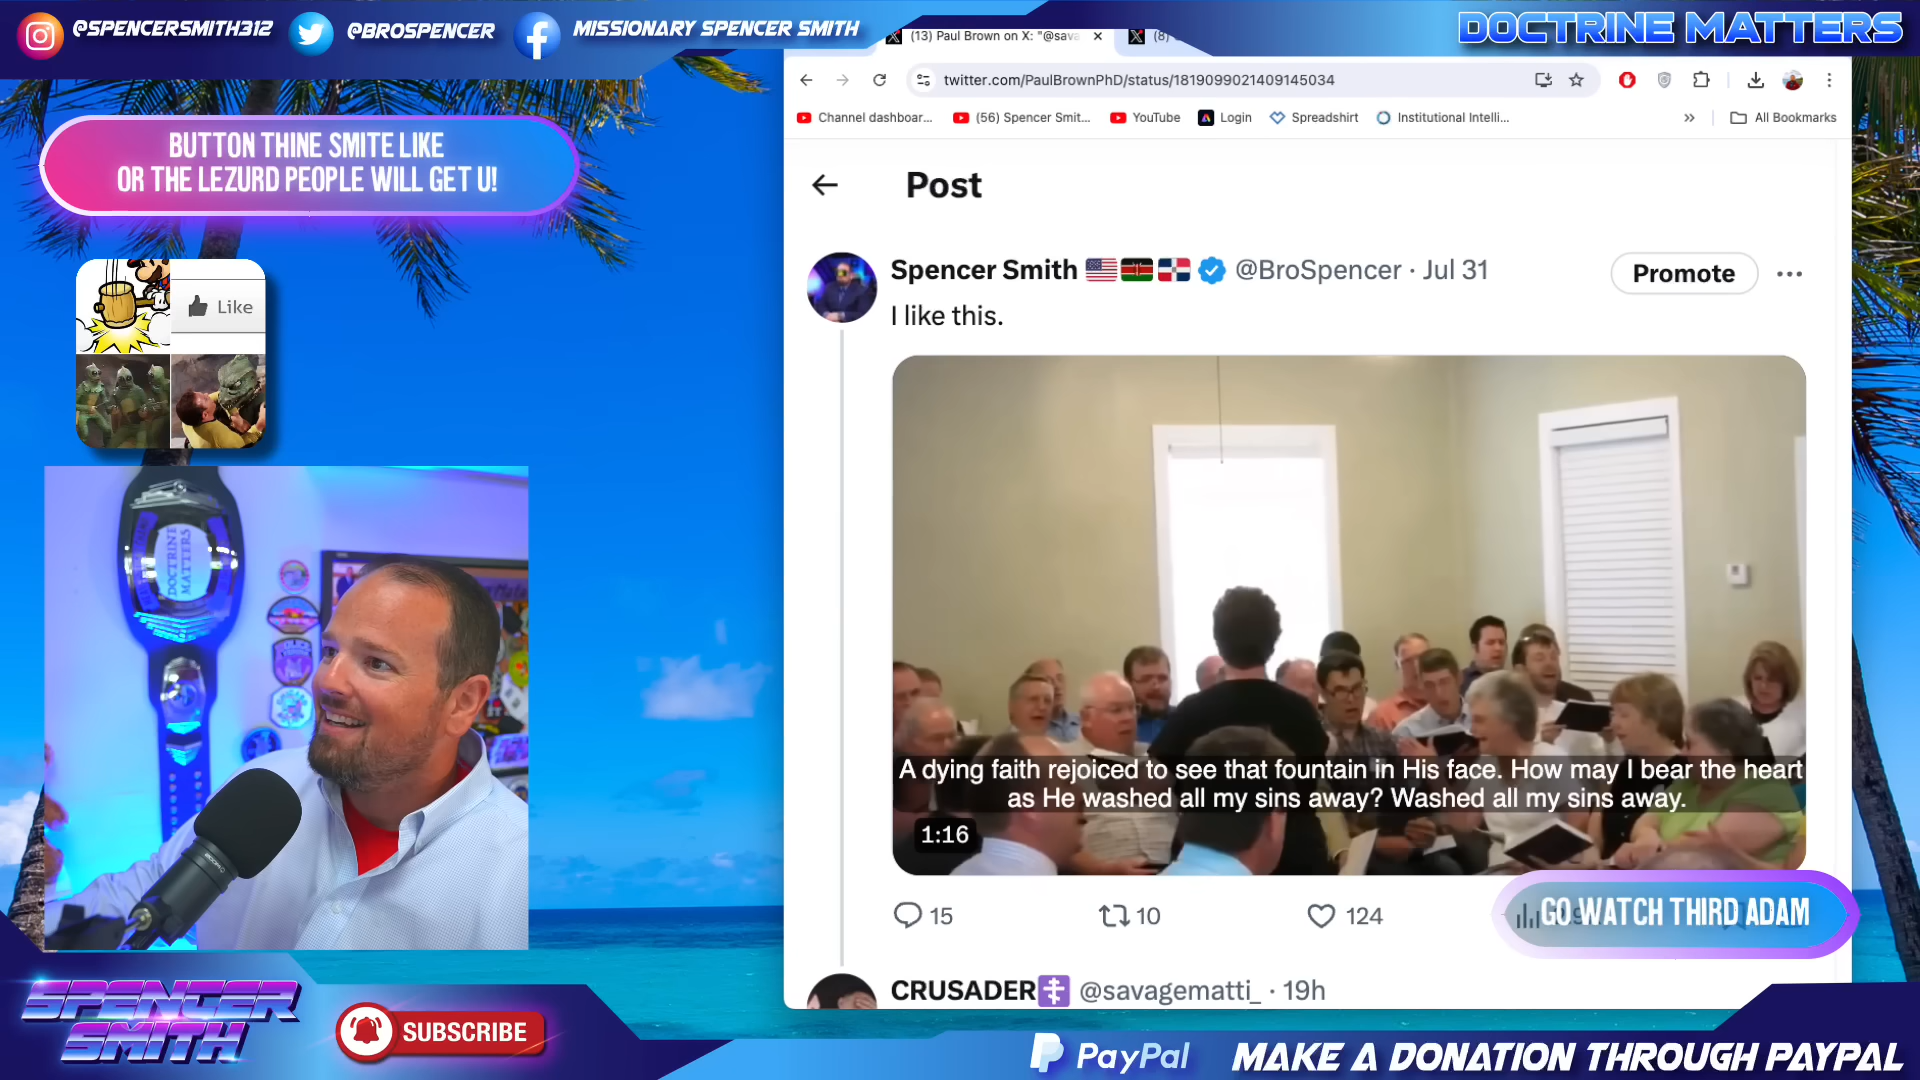 @SPENCERSMITH312
@BROSPENCER
MISSIONARY SPENCER SMITH
DOCTRINE MATTERS
(13) Paul Brown on X: "@sava
(8)
twitter.com/PaulBrownPhD/status/1819099021409145034
Channel dashboar...
(56) Spencer Smit...
YouTube
Login
Spreadshirt
Institutional Intelli...
All Bookmarks
BUTTON THINE SMITE LIKE
OR THE LEZURD PEOPLE WILL GET U!
Like
Post
Spencer Smith @BroSpencer · Jul 31
Promote
I like this.
DOCTRINE
MATTERS
A dying faith rejoiced to see that fountain in His face. How may I bear the heart
as He washed all my sins away? Washed all my sins away.
1:16
15
10
124
GO WATCH THIRD ADAM
CRUSADER @savagematti_ · 19h
SPENCER
SMITH
SUBSCRIBE
PayPal
MAKE A DONATION THROUGH PAYPAL